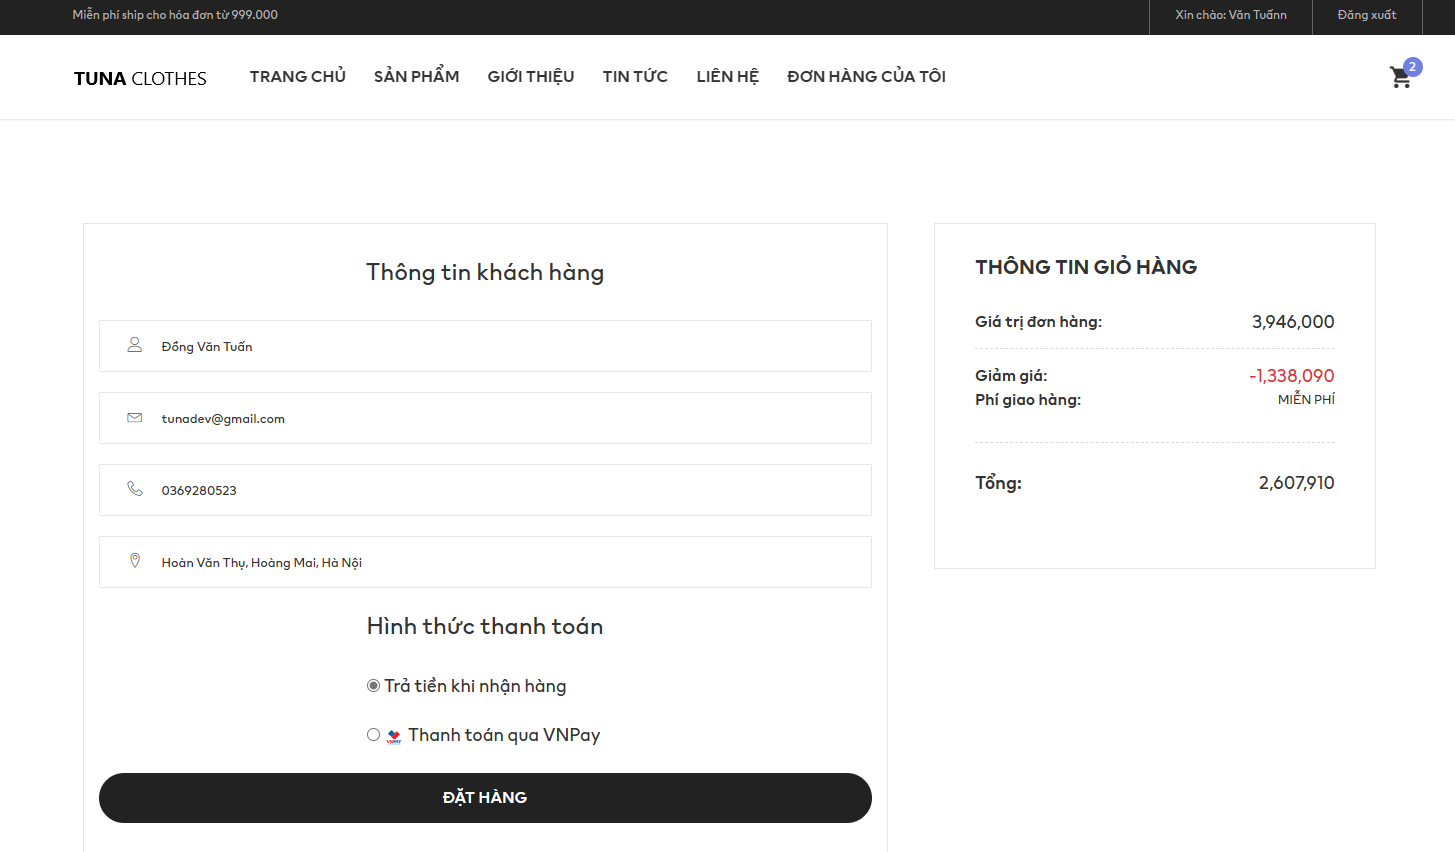 Miễn phí ship cho hóa đơn từ 999.000
Xin chào: Văn Tuấnn
Đăng xuất
TUNA CLOTHES
TRANG CHỦ
SẢN PHẨM
GIỚI THIỆU
TIN TỨC
LIÊN HỆ
ĐƠN HÀNG CỦA TÔI
2
Thông tin khách hàng
Đồng Văn Tuấn
tunadev@gmail.com
0369280523
Hoàn Văn Thụ, Hoàng Mai, Hà Nội
Hình thức thanh toán
Trả tiền khi nhận hàng
VNPAY Thanh toán qua VNPay
ĐẶT HÀNG
THÔNG TIN GIỎ HÀNG
Giá trị đơn hàng: 3,946,000
Giảm giá: -1,338,090
Phí giao hàng: MIỄN PHÍ
Tổng: 2,607,910